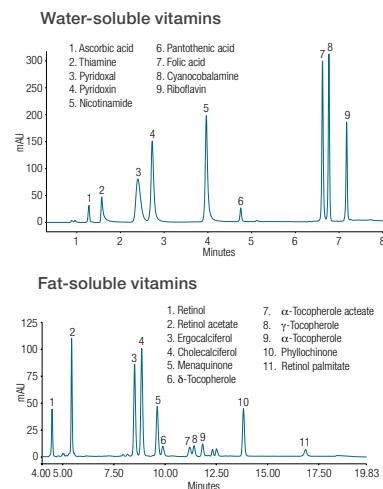 Water-soluble vitamins
1. Ascorbic acid
2. Thiamine
3. Pyridoxal
4. Pyridoxin
5. Nicotinamide
6. Pantothenic acid
7. Folic acid
8. Cyanocobalamine
9. Riboflavin
mAU
300
250
200
150
100
50
0
1
2
3
4
5
6
7
8
9
1
2
3
4
5
6
7
8
Minutes
Fat-soluble vitamins
1. Retinol
2. Retinol acetate
3. Ergocalciferol
4. Cholecalciferol
5. Menaquinone
6. δ-Tocopherole
7. α-Tocopherole acteate
8. γ-Tocopherole
9. α-Tocopherole
10. Phyllochinone
11. Retinol palmitate
mAU
125
100
75
50
25
0
1
2
3
4
5
6
7
8
9
10
11
4.00
5.00
7.50
10.00
12.50
15.00
17.50
19.83
Minutes